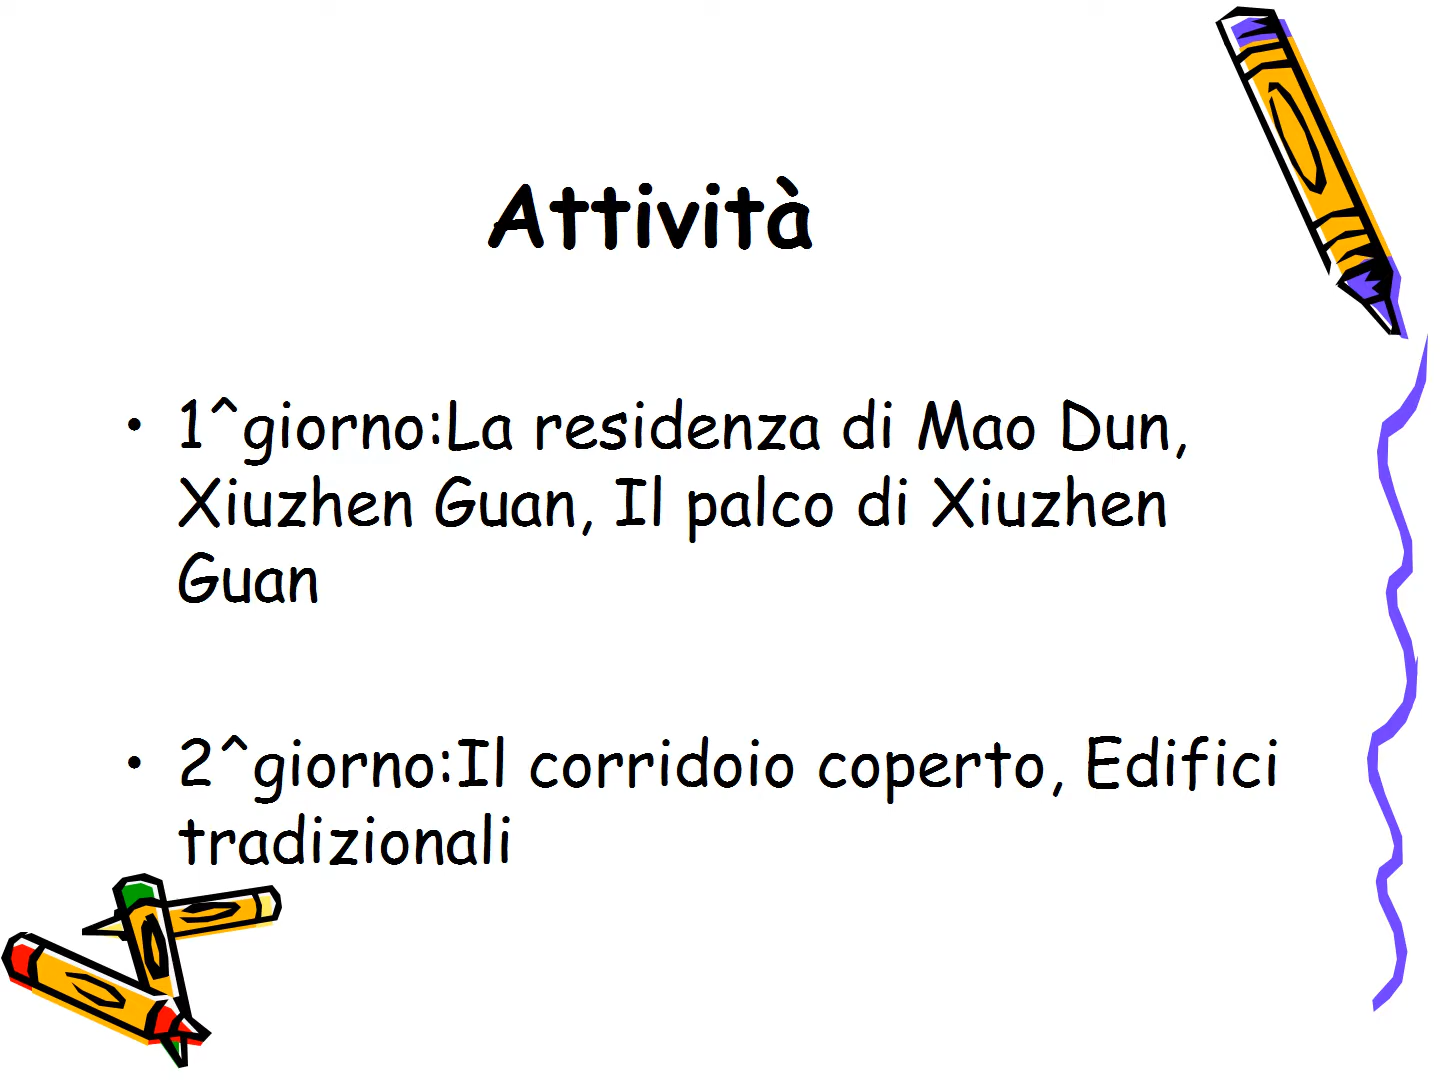 Attività
• 1^giorno:La residenza di Mao Dun,
Xiuzhen Guan, Il palco di Xiuzhen
Guan
• 2^giorno:Il corridoio coperto, Edifici
tradizionali